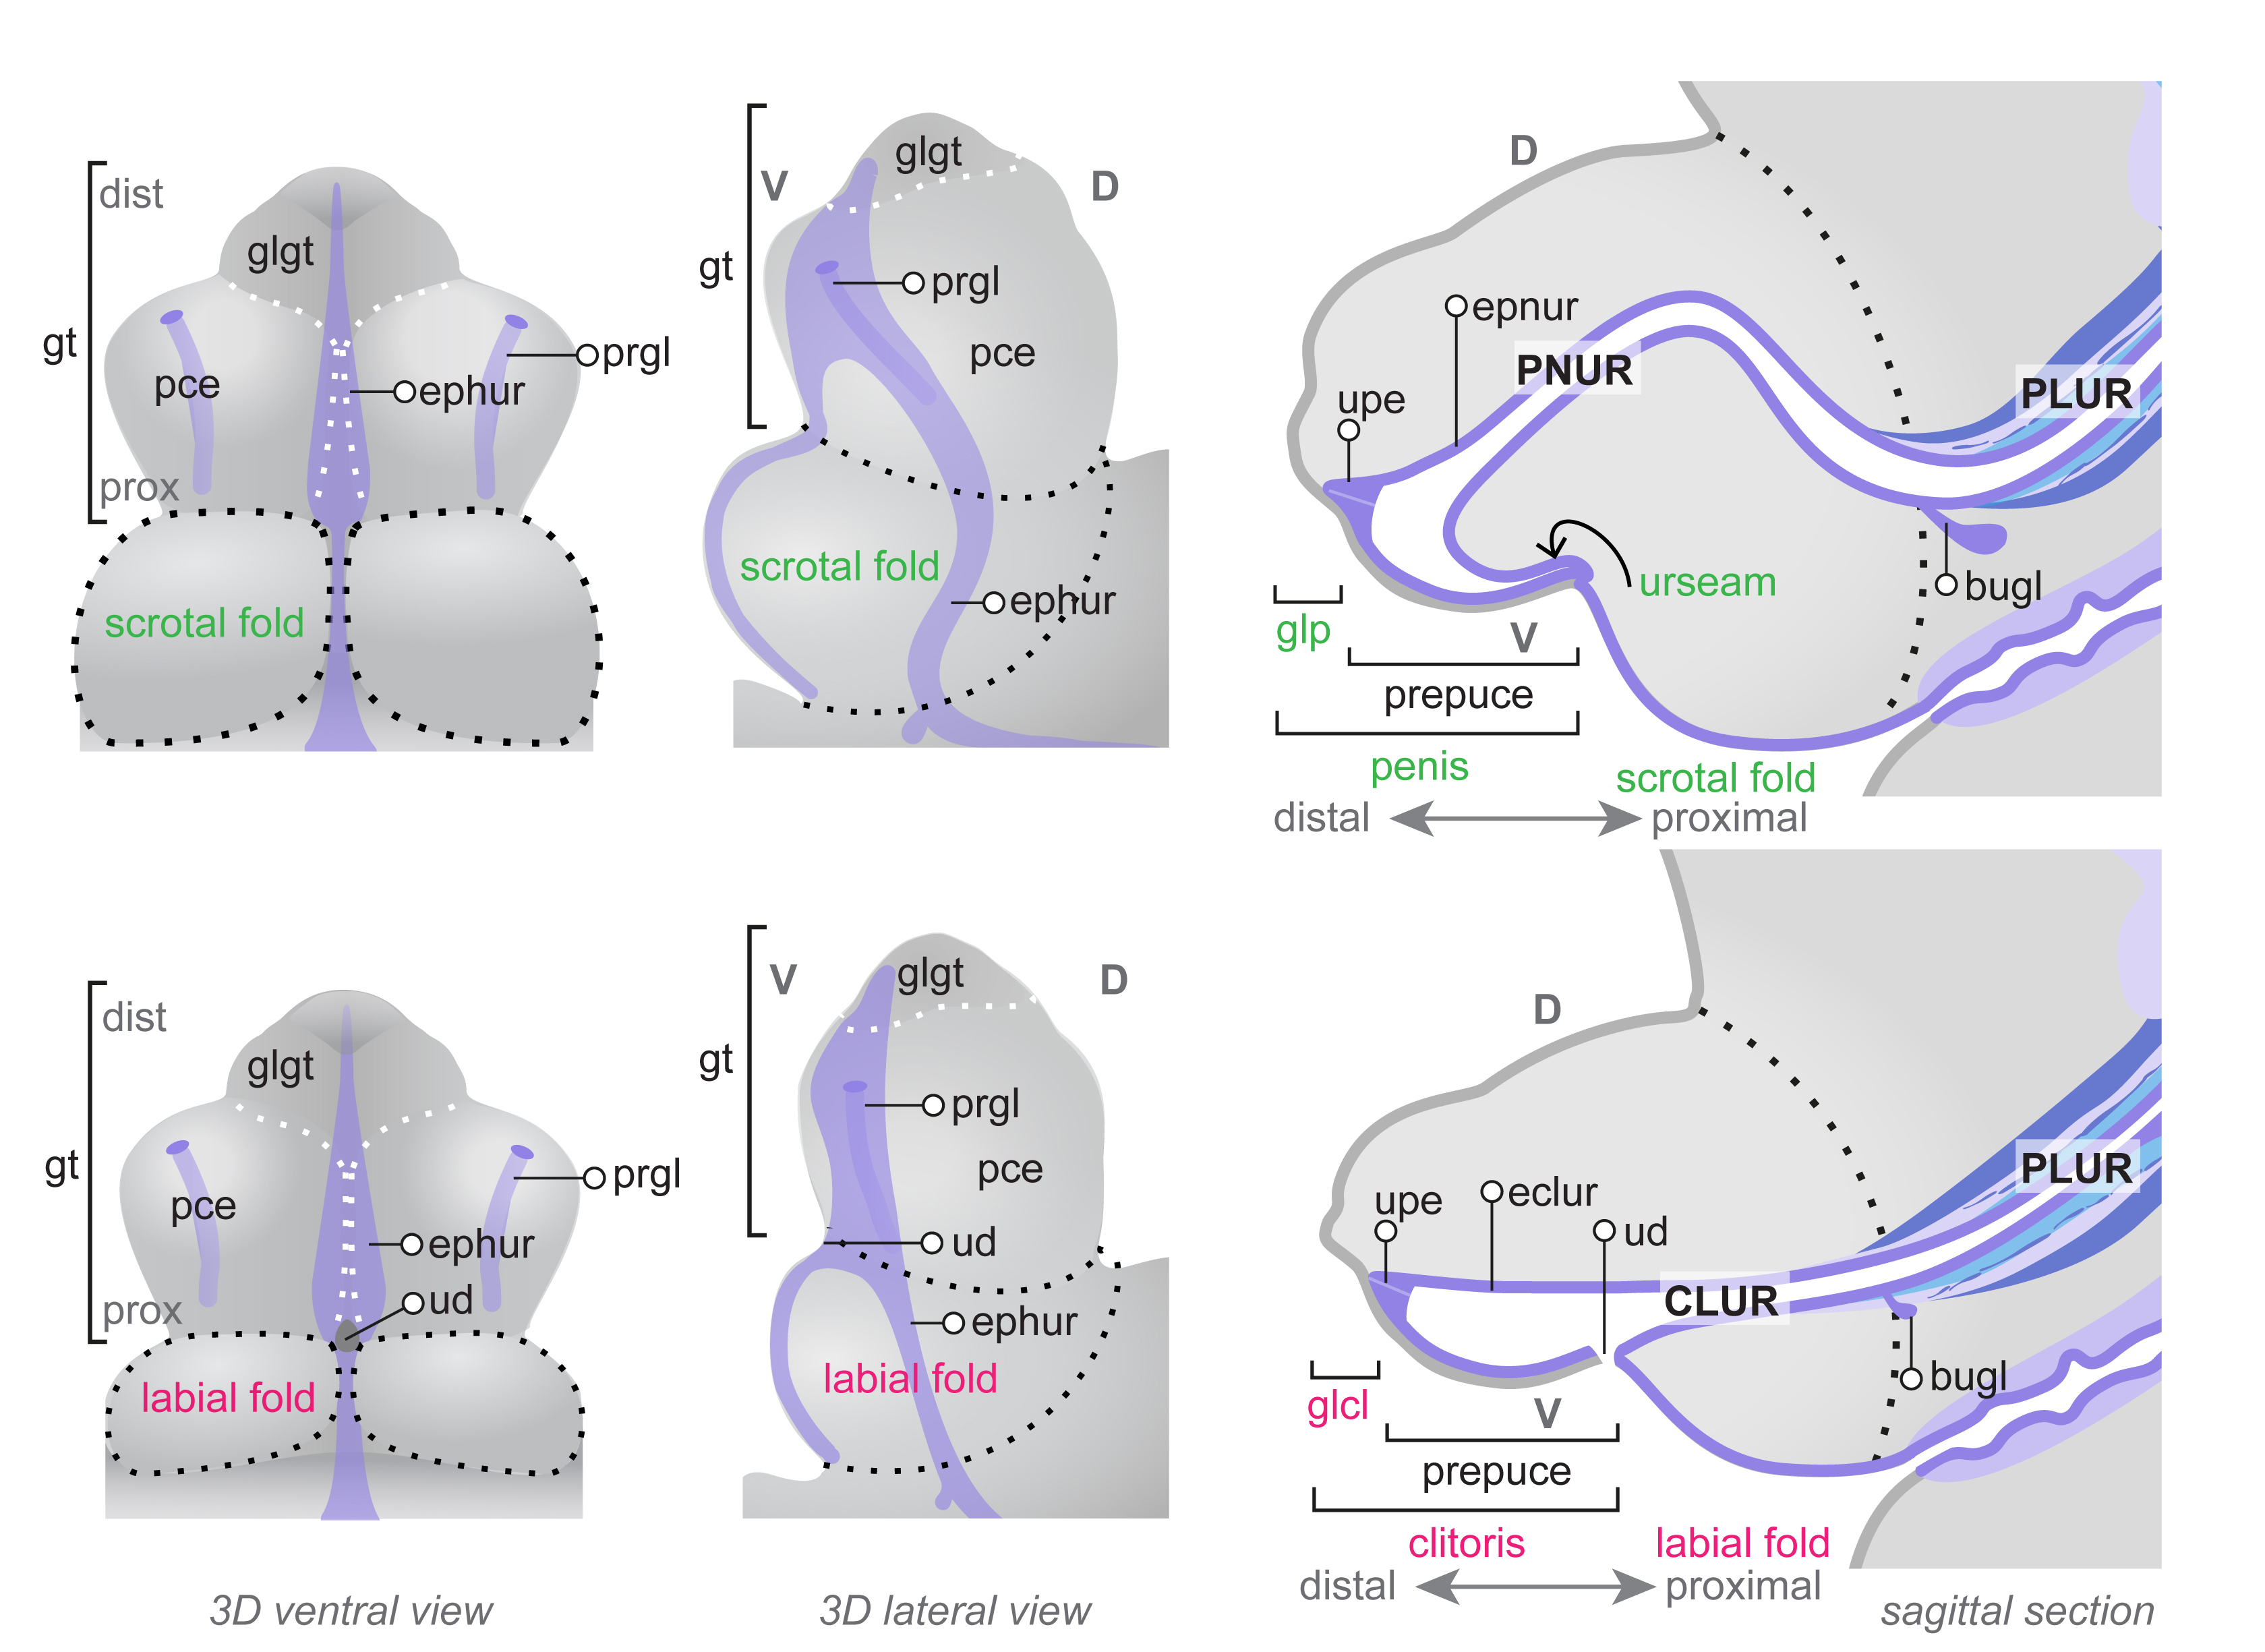 dist
glgt
gt
pce
prgl
ephur
prox
scrotal fold
V
glgt
D
gt
prgl
pce
scrotal fold
ephur
D
epnur
PNUR
PLUR
upe
urseam
bugl
glp
V
prepuce
penis
scrotal fold
distal
proximal
dist
glgt
gt
prgl
pce
ephur
ud
prox
labial fold
V
glgt
D
gt
prgl
pce
ud
ephur
labial fold
D
PLUR
upe
eclur
ud
CLUR
bugl
glcl
V
prepuce
clitoris
labial fold
distal
proximal
3D ventral view
3D lateral view
sagittal section